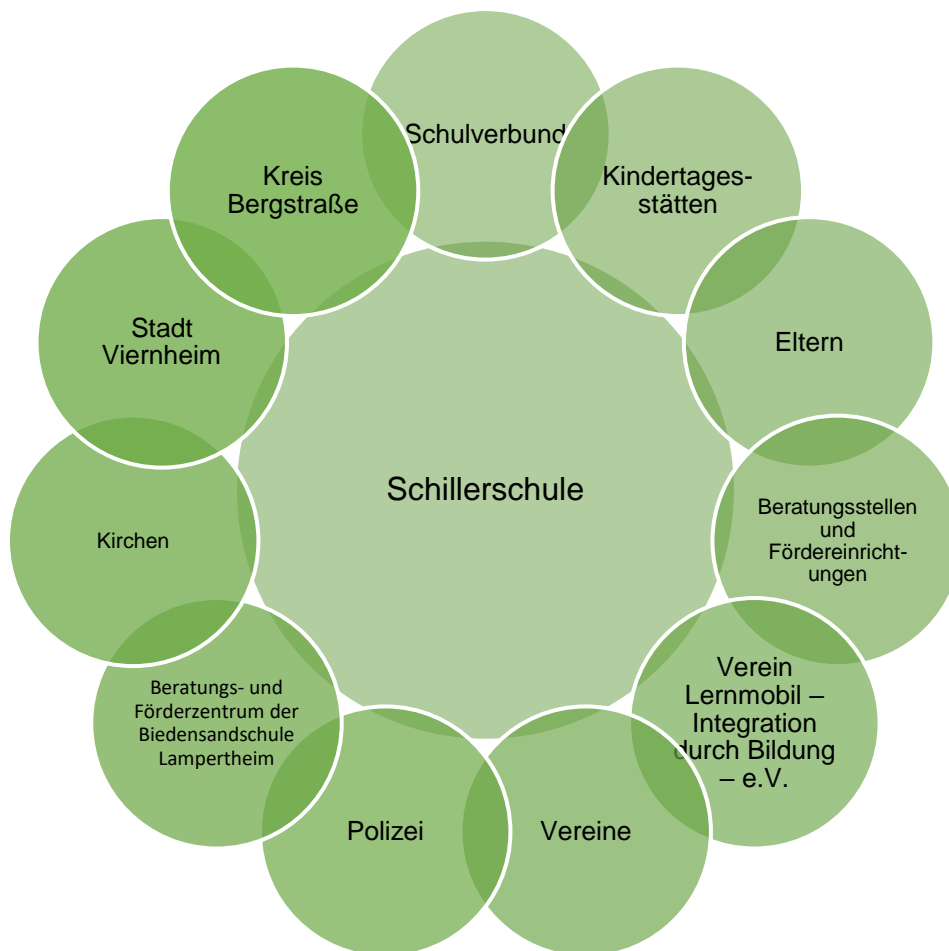 Schulverbund
Kindertages-
stätten
Eltern
Beratungsstellen
und
Fördereinricht-
ungen
Verein
Lernmobil –
Integration
durch Bildung
– e.V.
Vereine
Polizei
Beratungs- und
Förderzentrum der
Biedensandschule
Lampertheim
Kirchen
Stadt
Viernheim
Kreis
Bergstraße
Schillerschule